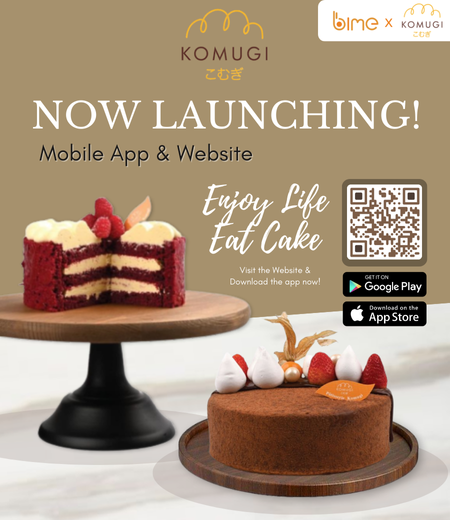 KOMUGI
こむぎ
bime x KOMUGI
こむぎ
NOW LAUNCHING!
Mobile App & Website
Enjoy Life
Eat Cake
Visit the Website &
Download the app now!
GET IT ON
Google Play
Download on the
App Store